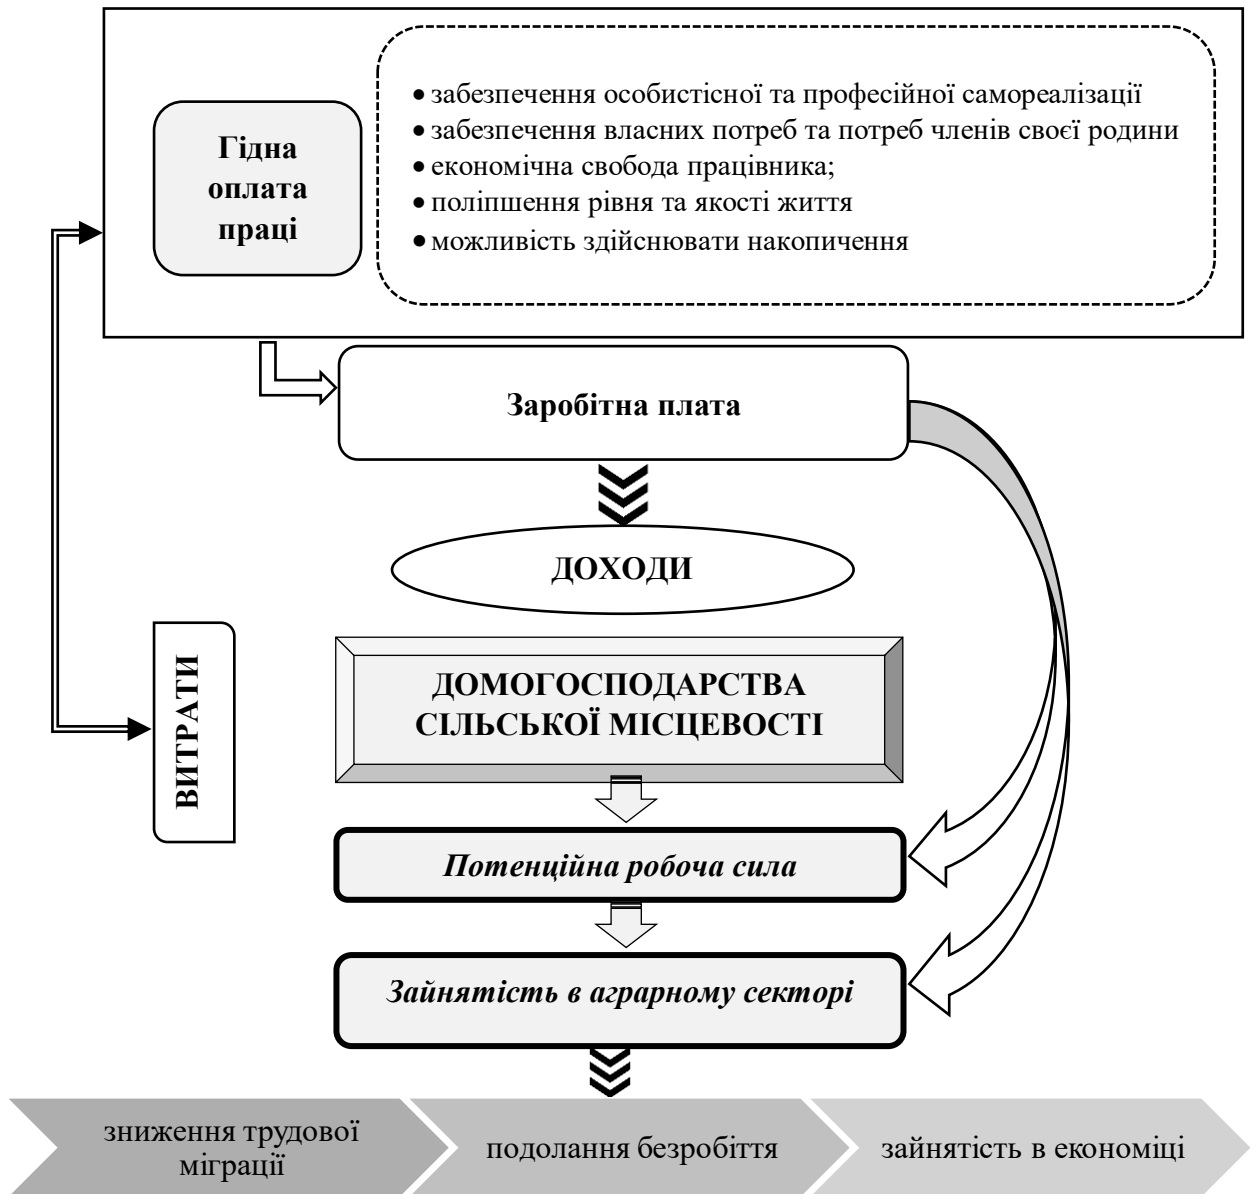 Гідна
оплата
праці
• забезпечення особистісної та професійної самореалізації
• забезпечення власних потреб та потреб членів своєї родини
• економічна свобода працівника;
• поліпшення рівня та якості життя
• можливість здійснювати накопичення
Заробітна плата
ДОХОДИ
ВИТРАТИ
ДОМОГОСПОДАРСТВА
СІЛЬСЬКОЇ МІСЦЕВОСТІ
Потенційна робоча сила
Зайнятість в аграрному секторі
зниження трудової
міграції
подолання безробіття
зайнятість в економіці